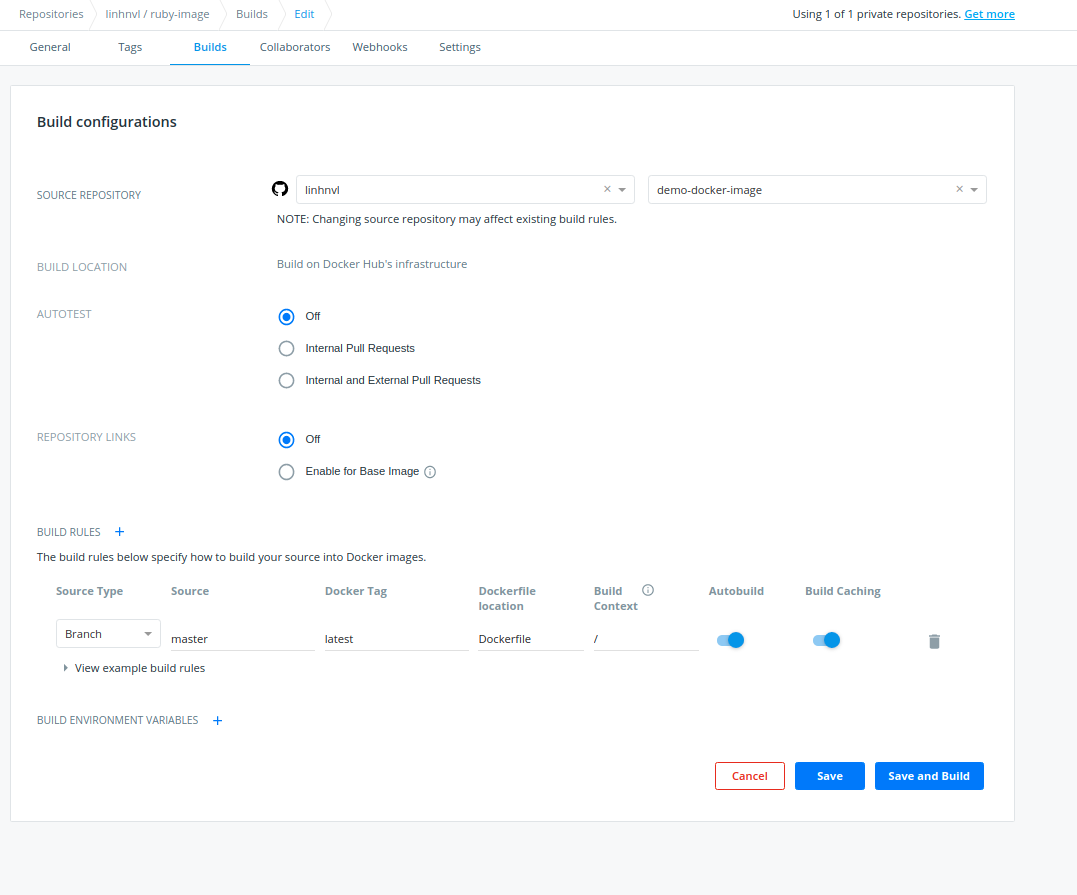 Repositories linhnvl / ruby-image Builds Edit Using 1 of 1 private repositories. Get more
General Tags Builds Collaborators Webhooks Settings
Build configurations
SOURCE REPOSITORY linhnvl × demo-docker-image ×
NOTE: Changing source repository may affect existing build rules.
BUILD LOCATION Build on Docker Hub's infrastructure
AUTOTEST Off
Internal Pull Requests
Internal and External Pull Requests
REPOSITORY LINKS Off
Enable for Base Image
BUILD RULES +
The build rules below specify how to build your source into Docker images.
Source Type Source Docker Tag Dockerfile location Build Context Autobuild Build Caching
Branch master latest Dockerfile /
View example build rules
BUILD ENVIRONMENT VARIABLES +
Cancel Save Save and Build